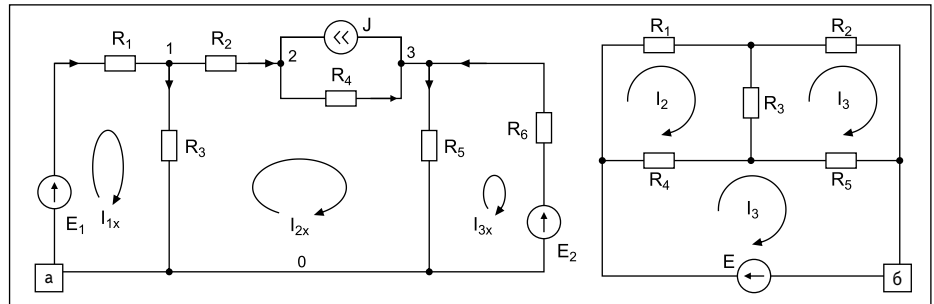 R1 1 R2 2 J 3
R4
R3 R5 R6
E1 I1x I2x I3x E2
0
а
R1 R2
I2 R3 I3
R4 R5
I3
E
б